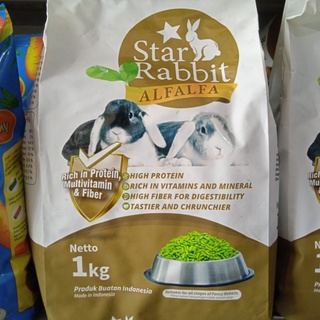 Star
Rabbit
ALFALFA
Rich in Protein,
Multivitamin
& Fiber
HIGH PROTEIN
RICH IN VITAMINS AND MINERAL
HIGH FIBER FOR DIGESTIBILITY
TASTIER AND CHRUNCHIER
Netto
1kg
Produk Buatan Indonesia
Made in Indonesia